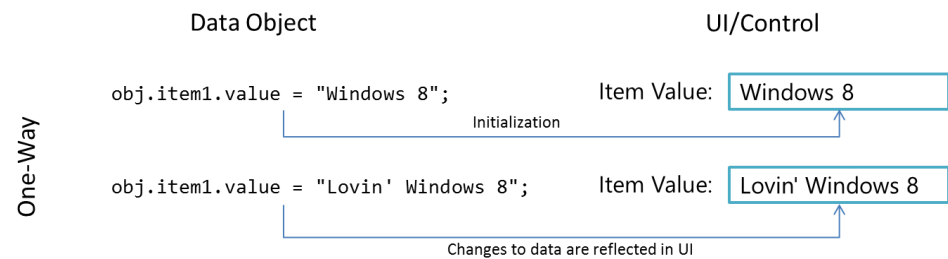 Data Object UI/Control
obj.item1.value = "Windows 8"; Item Value: Windows 8
Initialization
One-Way
obj.item1.value = "Lovin' Windows 8"; Item Value: Lovin' Windows 8
Changes to data are reflected in UI